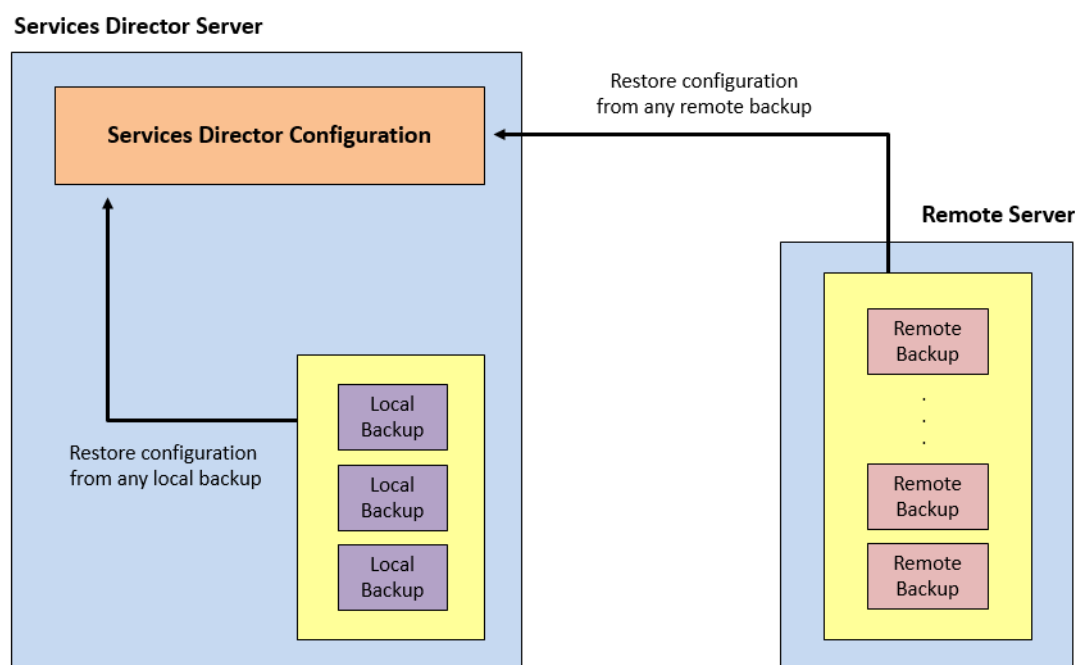 Services Director Server
Services Director Configuration
Restore configuration
from any remote backup
Remote Server
Remote
Backup
.
.
.
Remote
Backup
Remote
Backup
Local
Backup
Local
Backup
Local
Backup
Restore configuration
from any local backup